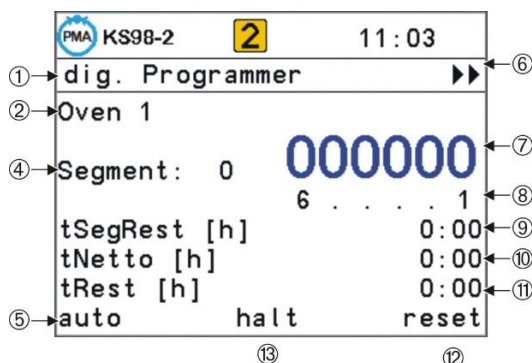 PMA KS98-2 2 11:03
① dig. Programmer ▶▶ ⑥
② Oven 1
000000 ⑦
④ Segment: 0
6 . . . . 1 ⑧
tSegRest [h] 0:00 ⑨
tNetto [h] 0:00 ⑩
tRest [h] 0:00 ⑪
⑤ auto halt reset
⑬ ⑫